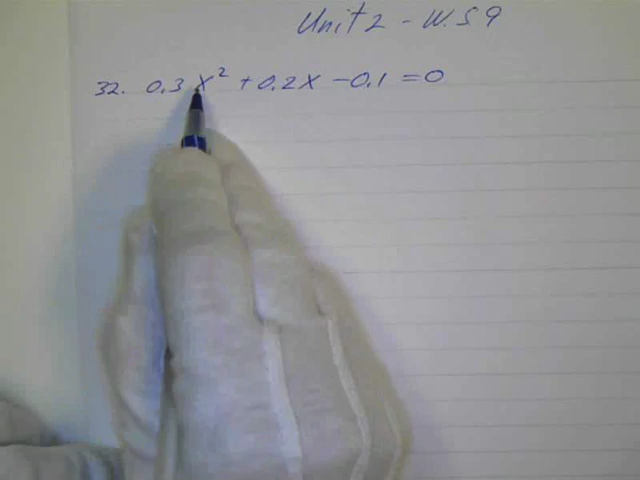 Unit 2 - W.S 9
32. 0.3x² + 0.2x - 0.1 = 0